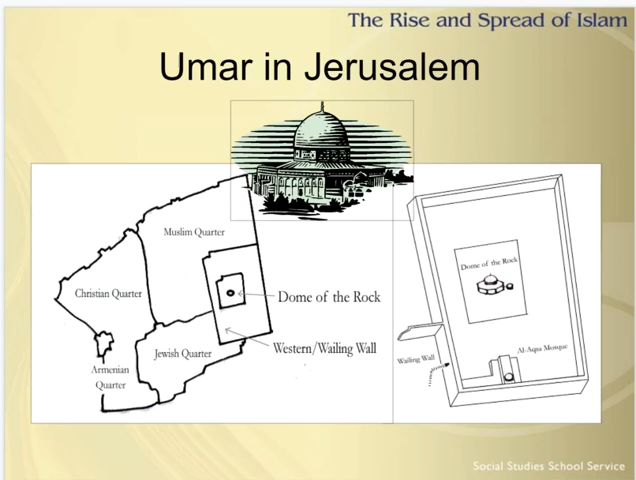 The Rise and Spread of Islam
Umar in Jerusalem
Muslim Quarter
Christian Quarter
Dome of the Rock
Western/Wailing Wall
Jewish Quarter
Armenian
Quarter
Dome of the Rock
Al-Aqsa Mosque
Wailing Wall
Social Studies School Service